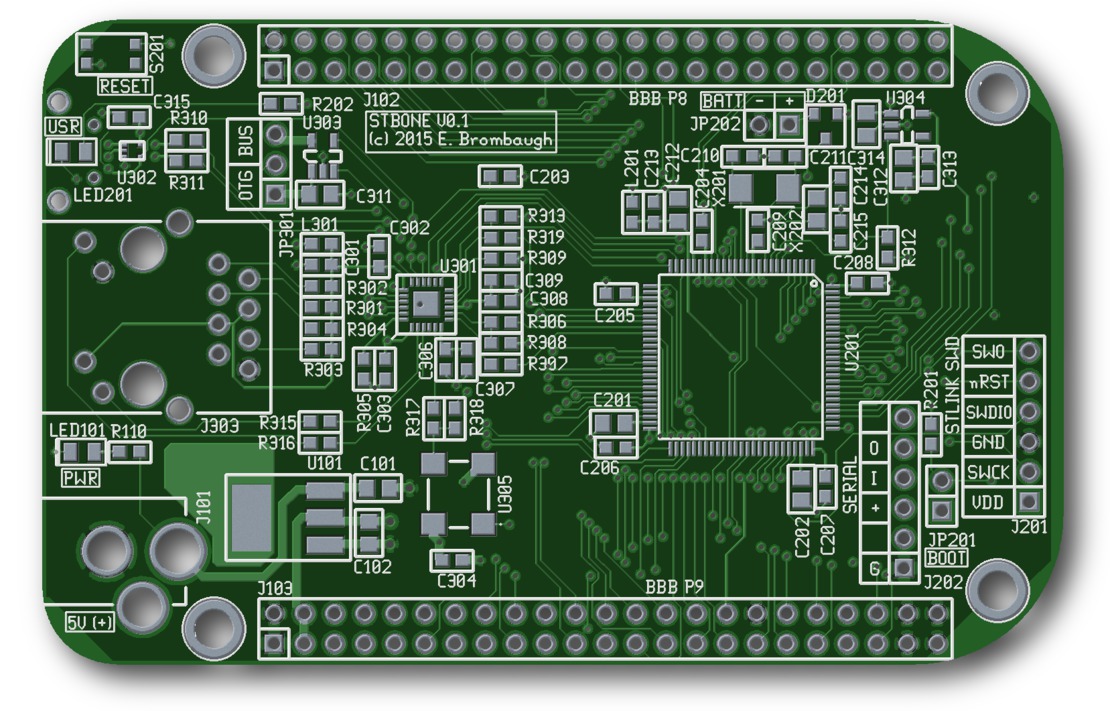 S201
RESET
C315
R310
USR
U302
R311
LED201
BUS
OTG
R202
U303
C311
JP301
J102
STBONE V0.1
(c) 2015 E. Brombaugh
BBB P8
BATT - +
JP202
D201
U304
C210
C211
C314
C313
C312
L201
C213
C212
C204
X201
C209
X202
C214
C215
C208
R312
C203
L301
C301
R302
R301
R304
R303
C302
U301
R313
R319
R309
C309
C308
R306
R308
R307
C306
C307
R305
C303
R317
R318
C205
C201
C206
U201
R201
STLINK SWD
SWO
nRST
SWDIO
GND
SWCK
VDD
J201
SERIAL
O
I
+
G
JP201
BOOT
J202
C202
C207
J303
R315
R316
LED101
R110
PWR
U101
C101
C102
J101
U305
C304
5V (+)
J103
BBB P9